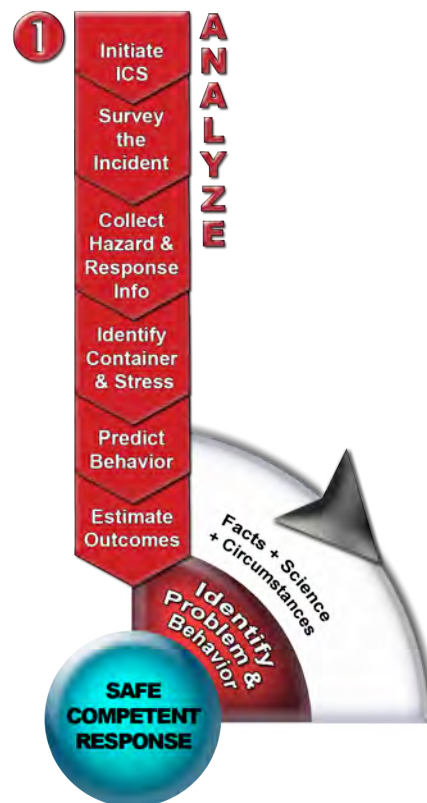 1
ANALYZE
Initiate
ICS
Survey
the
Incident
Collect
Hazard &
Response
Info
Identify
Container
& Stress
Predict
Behavior
Estimate
Outcomes
Facts + Science
+ Circumstances
Identify
Problem &
Behavior
SAFE
COMPETENT
RESPONSE